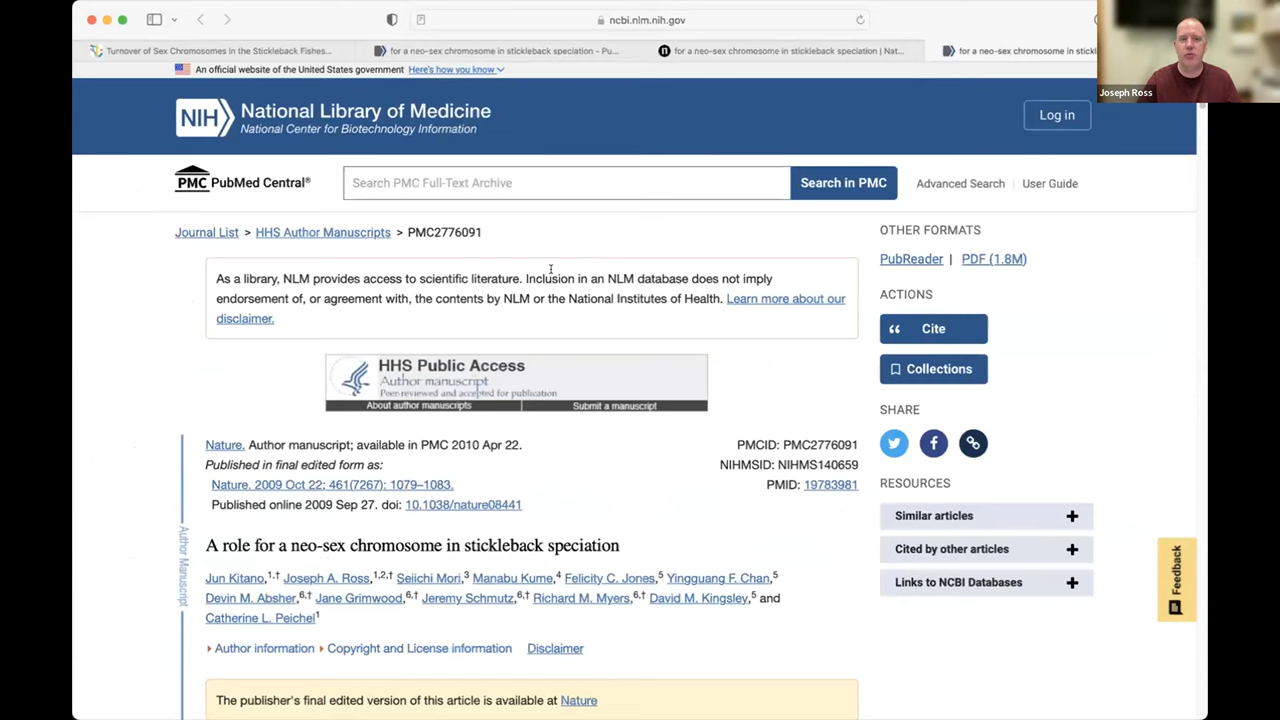 ncbi.nlm.nih.gov
Turnover of Sex Chromosomes in the Stickleback Fishes...
for a neo-sex chromosome in stickleback speciation - Pu...
for a neo-sex chromosome in stickleback speciation | Nat...
for a neo-sex chromosome in stickl
Joseph Ross
An official website of the United States government Here's how you know
NIH National Library of Medicine
National Center for Biotechnology Information
Log in
PMC PubMed Central®
Search PMC Full-Text Archive
Search in PMC
Advanced Search
User Guide
Journal List > HHS Author Manuscripts > PMC2776091
As a library, NLM provides access to scientific literature. Inclusion in an NLM database does not imply
endorsement of, or agreement with, the contents by NLM or the National Institutes of Health. Learn more about our
disclaimer.
HHS Public Access
Author manuscript
Peer-reviewed and accepted for publication
About author manuscripts
Submit a manuscript
Nature. Author manuscript; available in PMC 2010 Apr 22.
Published in final edited form as:
Nature. 2009 Oct 22; 461(7267): 1079–1083.
Published online 2009 Sep 27. doi: 10.1038/nature08441
PMCID: PMC2776091
NIHMSID: NIHMS140659
PMID: 19783981
Author Manuscript
A role for a neo-sex chromosome in stickleback speciation
Jun Kitano,1,† Joseph A. Ross,1,2,† Seiichi Mori,3 Manabu Kume,4 Felicity C. Jones,5 Yingguang F. Chan,5
Devin M. Absher,6,† Jane Grimwood,6,† Jeremy Schmutz,6,† Richard M. Myers,6,† David M. Kingsley,5 and
Catherine L. Peichel1
Author information Copyright and License information Disclaimer
The publisher's final edited version of this article is available at Nature
OTHER FORMATS
PubReader | PDF (1.8M)
ACTIONS
Cite
Collections
SHARE
RESOURCES
Similar articles +
Cited by other articles +
Links to NCBI Databases +
Feedback